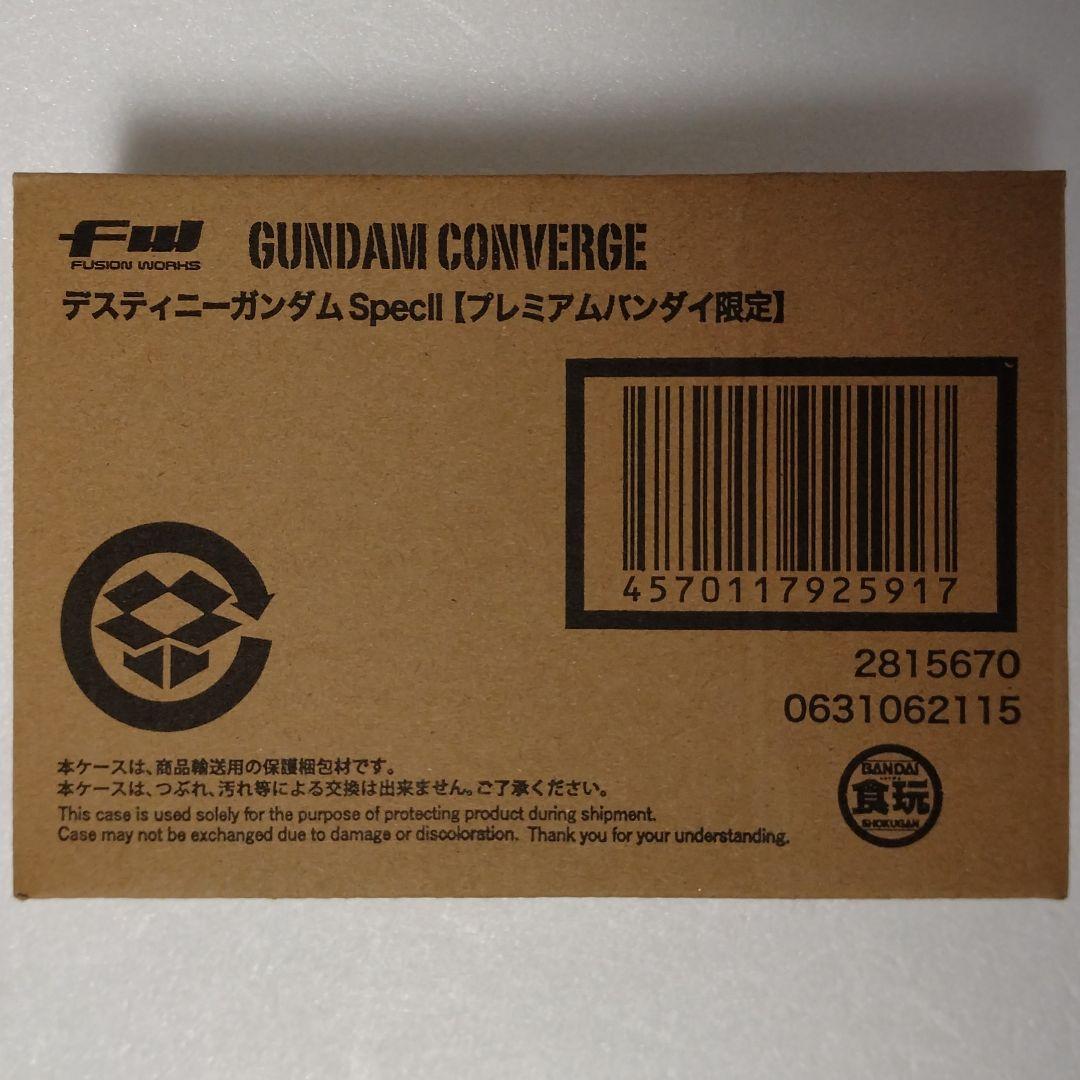 FW
FUSION WORKS
GUNDAM CONVERGE
デスティニーガンダムSpecII【プレミアムバンダイ限定】
4570117925917
2815670
0631062115
本ケースは、商品輸送用の保護梱包材です。
本ケースは、つぶれ、汚れ等による交換は出来ません。ご了承ください。
This case is used solely for the purpose of protecting product during shipment.
Case may not be exchanged due to damage or discoloration. Thank you for your understanding.
BANDAI
食玩
SHOKUGAN